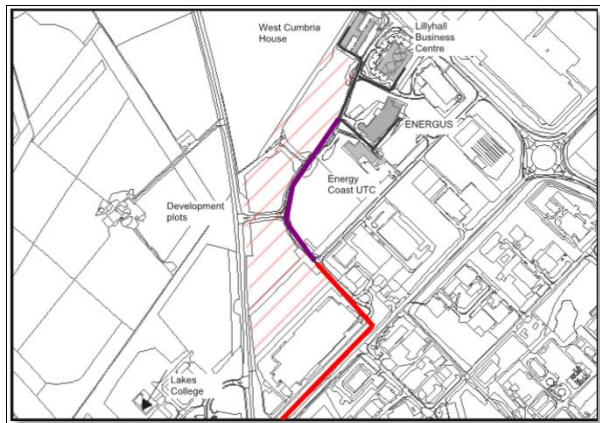 West Cumbria
House
Lillyhall
Business
Centre
ENERGUS
Energy
Coast UTC
Development
plots
Lakes
College